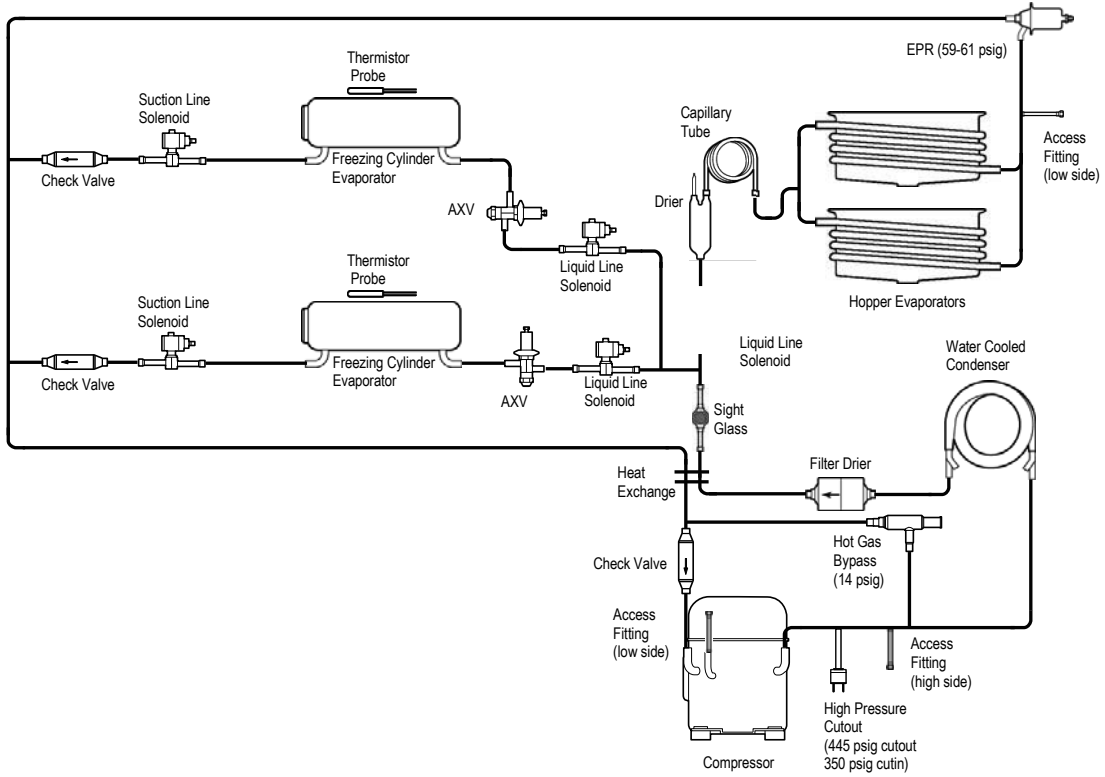 EPR (59-61 psig)
Thermistor
Probe
Suction Line
Solenoid
Capillary
Tube
Access
Fitting
(low side)
Freezing Cylinder
Evaporator
Check Valve
Drier
AXV
Liquid Line
Solenoid
Thermistor
Probe
Suction Line
Solenoid
Hopper Evaporators
Liquid Line
Solenoid
Water Cooled
Condenser
Freezing Cylinder
Evaporator
Check Valve
Liquid Line
Solenoid
AXV
Sight
Glass
Heat
Exchange
Filter Drier
Hot Gas
Bypass
(14 psig)
Check Valve
Access
Fitting
(low side)
Access
Fitting
(high side)
High Pressure
Cutout
(445 psig cutout
350 psig cutin)
Compressor